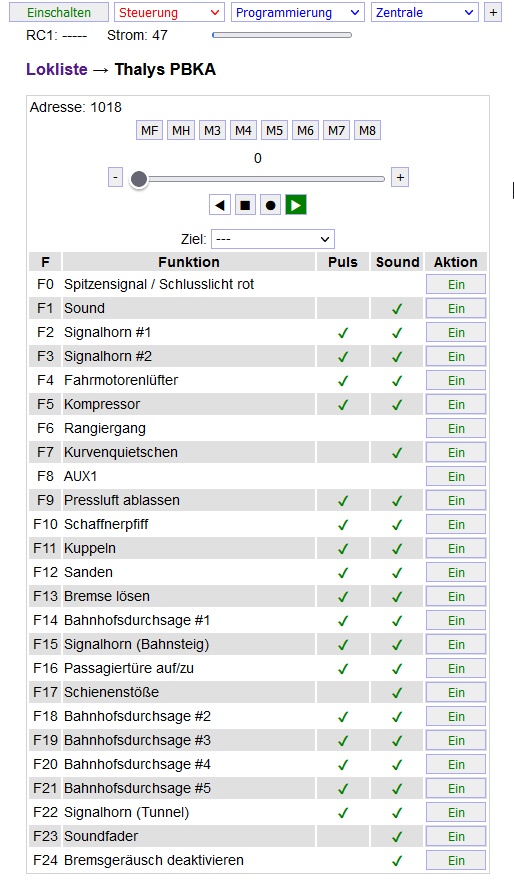 Einschalten Steuerung Programmierung Zentrale +
RC1: ----- Strom: 47
Lokliste → Thalys PBKA
Adresse: 1018
MF MH M3 M4 M5 M6 M7 M8
0
- +
◀ ■ ● ▶
Ziel: ---
F Funktion Puls Sound Aktion
F0 Spitzensignal / Schlusslicht rot Ein
F1 Sound ✓ Ein
F2 Signalhorn #1 ✓ ✓ Ein
F3 Signalhorn #2 ✓ ✓ Ein
F4 Fahrmotorenlüfter ✓ ✓ Ein
F5 Kompressor ✓ ✓ Ein
F6 Rangiergang Ein
F7 Kurvenquietschen ✓ Ein
F8 AUX1 Ein
F9 Pressluft ablassen ✓ ✓ Ein
F10 Schaffnerpfiff ✓ ✓ Ein
F11 Kuppeln ✓ ✓ Ein
F12 Sanden ✓ ✓ Ein
F13 Bremse lösen ✓ ✓ Ein
F14 Bahnhofsdurchsage #1 ✓ ✓ Ein
F15 Signalhorn (Bahnsteig) ✓ ✓ Ein
F16 Passagiertüre auf/zu ✓ ✓ Ein
F17 Schienenstöße ✓ Ein
F18 Bahnhofsdurchsage #2 ✓ ✓ Ein
F19 Bahnhofsdurchsage #3 ✓ ✓ Ein
F20 Bahnhofsdurchsage #4 ✓ ✓ Ein
F21 Bahnhofsdurchsage #5 ✓ ✓ Ein
F22 Signalhorn (Tunnel) ✓ ✓ Ein
F23 Soundfader ✓ Ein
F24 Bremsgeräusch deaktivieren ✓ Ein